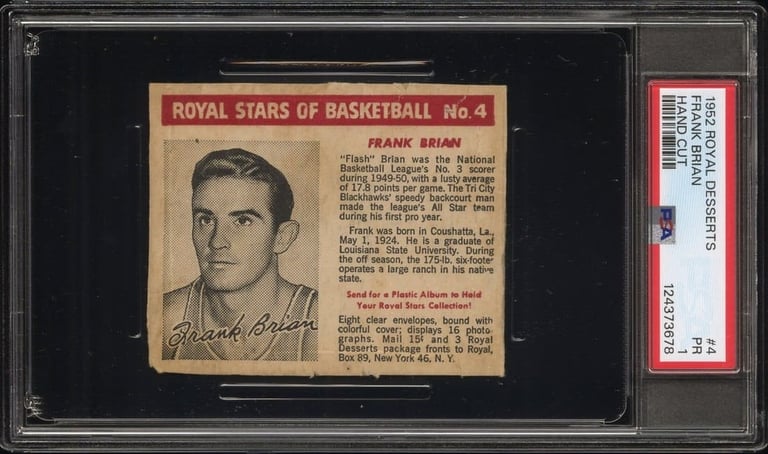 ROYAL STARS OF BASKETBALL No. 4
FRANK BRIAN
"Flash" Brian was the National
Basketball League's No. 3 scorer
during 1949-50, with a lusty average
of 17.8 points per game. The Tri City
Blackhawks' speedy backcourt man
made the league's All Star team
during his first pro year.
Frank was born in Coushatta, La.,
May 1, 1924. He is a graduate of
Louisiana State University. During
the off season, the 175-lb. six-footer
operates a large ranch in his native
state.
Send for a Plastic Album to Hold
Your Royal Stars Collection!
Eight clear envelopes, bound with
colorful cover; displays 16 photo-
graphs. Mail 15¢ and 3 Royal
Desserts package fronts to Royal,
Box 89, New York 46, N. Y.
Frank Brian
1952 ROYAL DESSERTS
FRANK BRIAN
HAND CUT
PSA
#4
PR
1
124373678